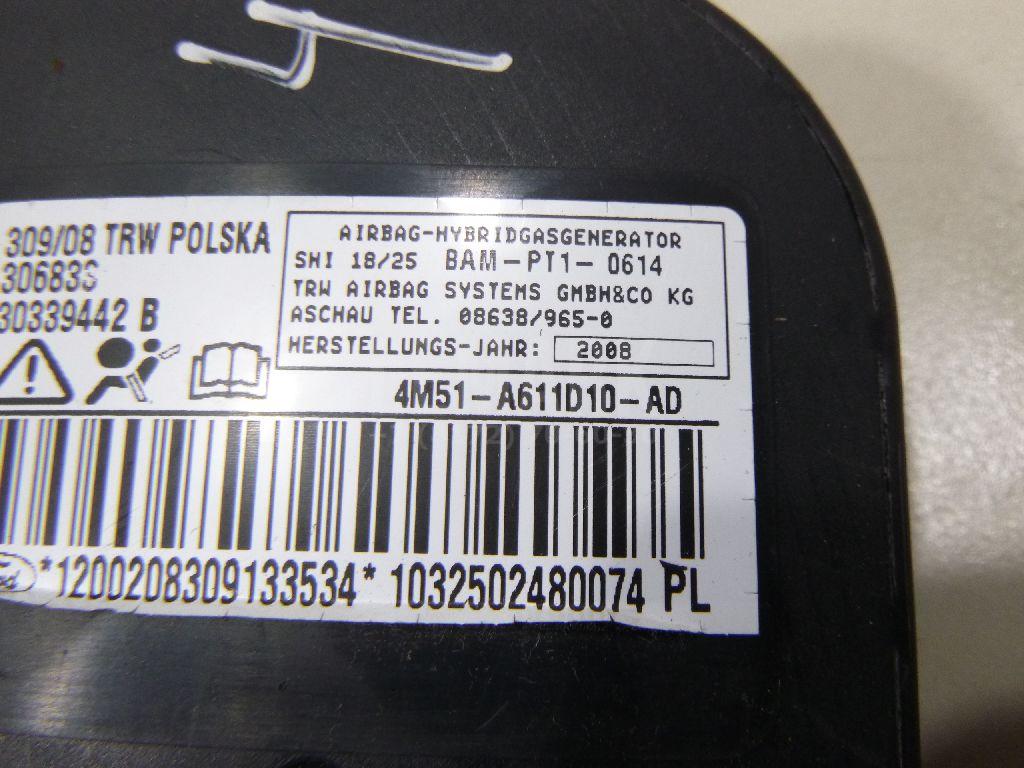 309/08 TRW POLSKA
30683S
30339442 B
AIRBAG-HYBRIDGASGENERATOR
SHI 18/25 BAM-PT1-0614
TRW AIRBAG SYSTEMS GMBH&CO KG
ASCHAU TEL. 08638/965-0
HERSTELLUNGS-JAHR: 2008
4M51-A611D10-AD
*1200208309133534* 1032502480074 PL